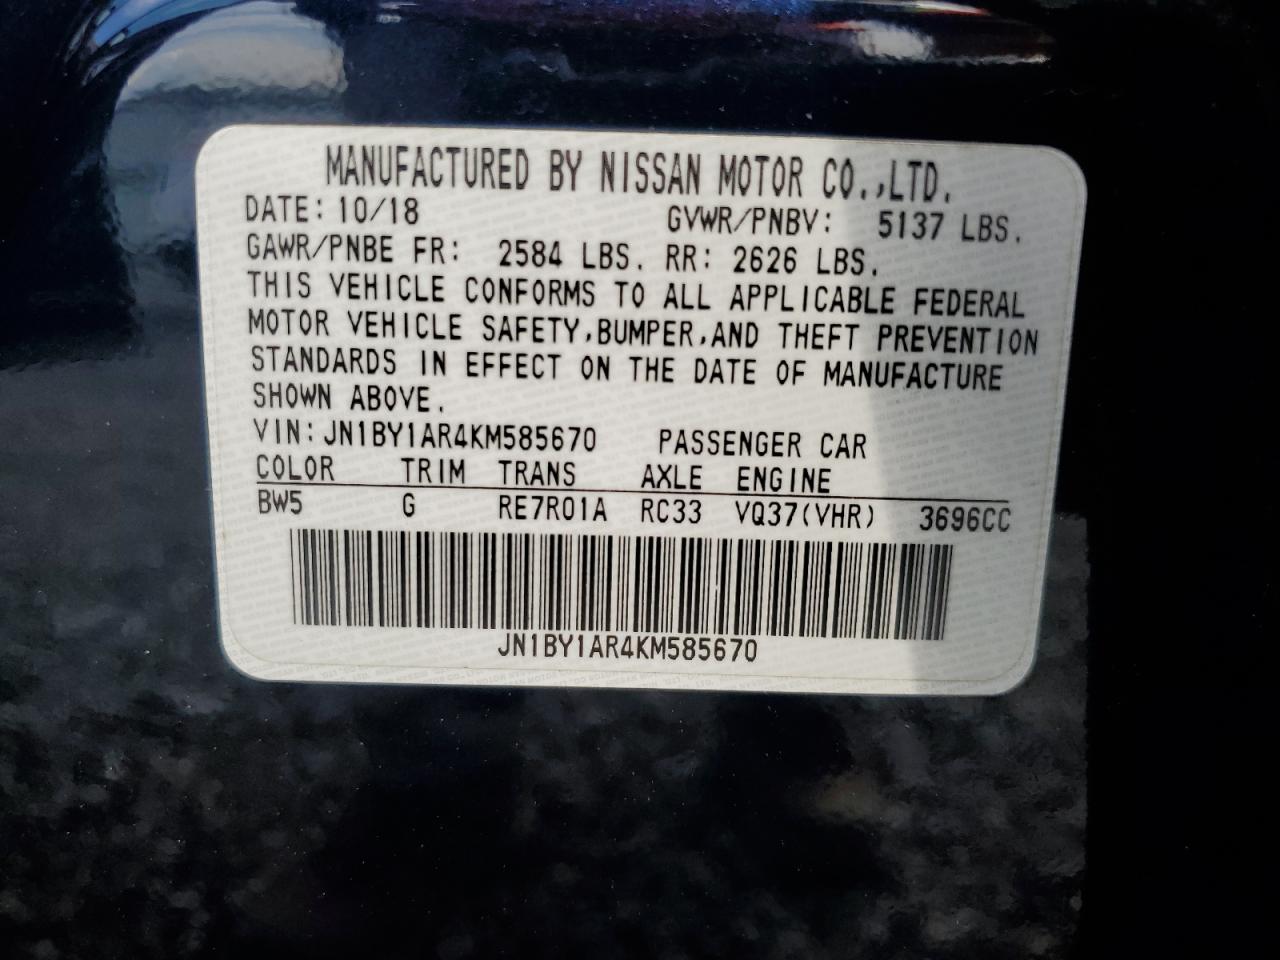 MANUFACTURED BY NISSAN MOTOR CO.,LTD.
DATE: 10/18 GVWR/PNBV: 5137 LBS.
GAWR/PNBE FR: 2584 LBS. RR: 2626 LBS.
THIS VEHICLE CONFORMS TO ALL APPLICABLE FEDERAL
MOTOR VEHICLE SAFETY,BUMPER,AND THEFT PREVENTION
STANDARDS IN EFFECT ON THE DATE OF MANUFACTURE
SHOWN ABOVE.
VIN: JN1BY1AR4KM585670 PASSENGER CAR
COLOR TRIM TRANS AXLE ENGINE
BW5 G RE7R01A RC33 VQ37(VHR) 3696CC
JN1BY1AR4KM585670